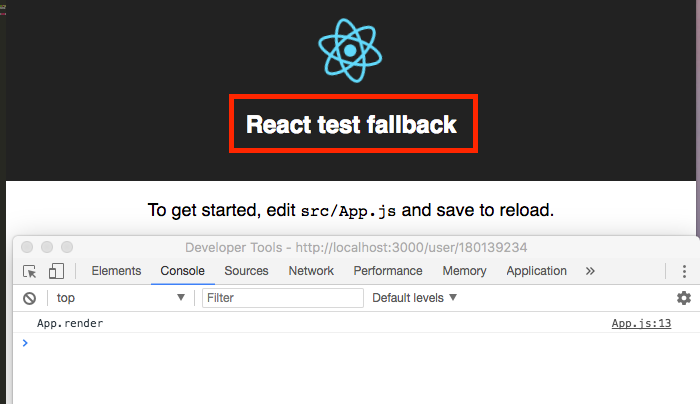 React test fallback
To get started, edit src/App.js and save to reload.
Developer Tools - http://localhost:3000/user/180139234
Elements Console Sources Network Performance Memory Application »
top Filter Default levels
App.render App.js:13